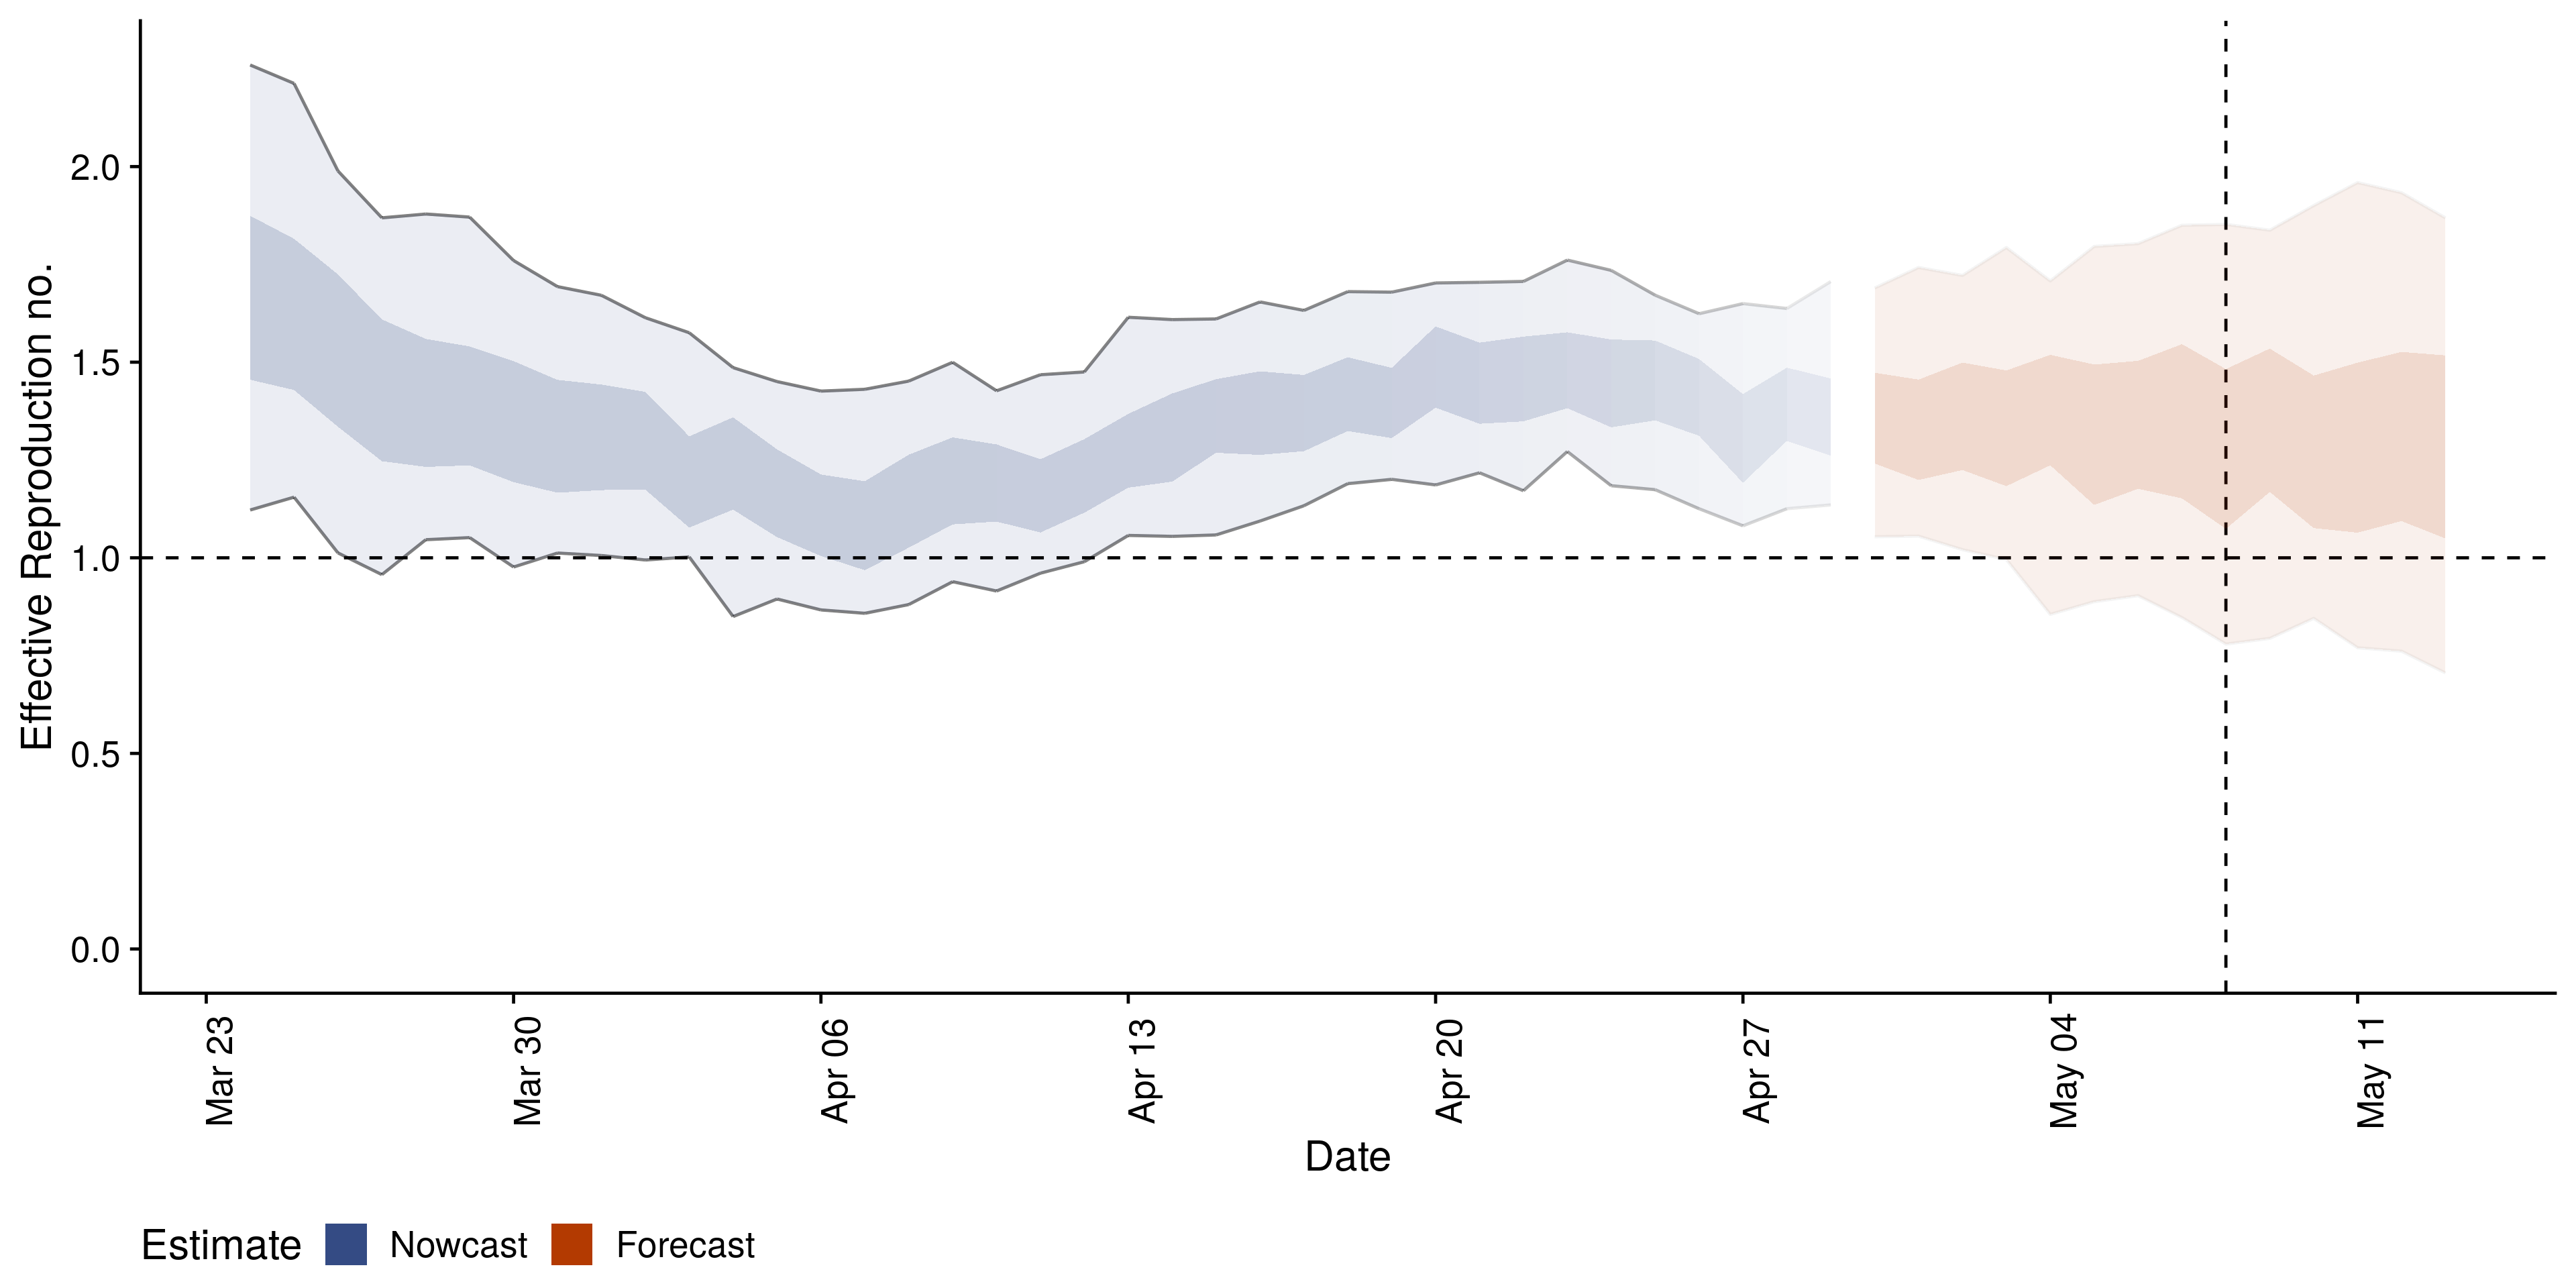 Effective Reproduction no.
2.0
1.5
1.0
0.5
0.0
Mar 23
Mar 30
Apr 06
Apr 13
Apr 20
Apr 27
May 04
May 11
Date
Estimate Nowcast Forecast